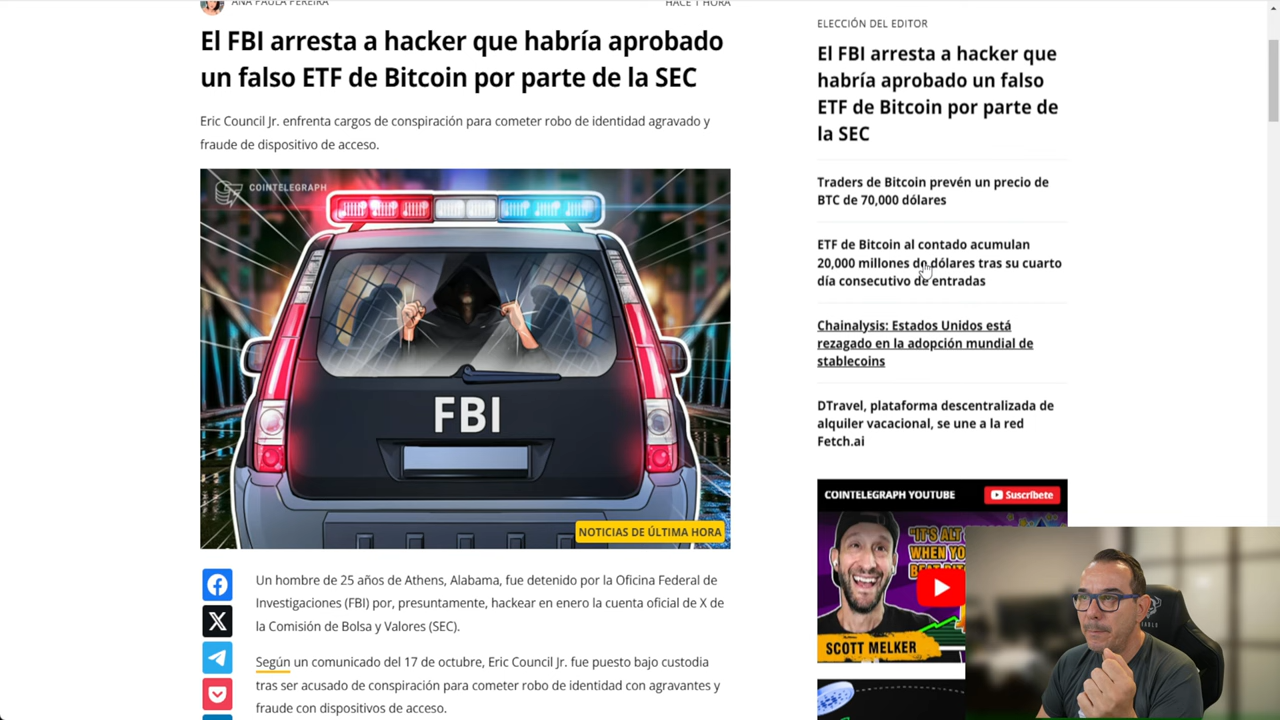 ANA PAULA PEREIRA
HACE 1 HORA
El FBI arresta a hacker que habría aprobado
un falso ETF de Bitcoin por parte de la SEC
Eric Council Jr. enfrenta cargos de conspiración para cometer robo de identidad agravado y
fraude de dispositivo de acceso.
COINTELEGRAPH
FBI
NOTICIAS DE ÚLTIMA HORA
Un hombre de 25 años de Athens, Alabama, fue detenido por la Oficina Federal de
Investigaciones (FBI) por, presuntamente, hackear en enero la cuenta oficial de X de
la Comisión de Bolsa y Valores (SEC).
Según un comunicado del 17 de octubre, Eric Council Jr. fue puesto bajo custodia
tras ser acusado de conspiración para cometer robo de identidad con agravantes y
fraude con dispositivos de acceso.
ELECCIÓN DEL EDITOR
El FBI arresta a hacker que
habría aprobado un falso
ETF de Bitcoin por parte de
la SEC
Traders de Bitcoin prevén un precio de
BTC de 70,000 dólares
ETF de Bitcoin al contado acumulan
20,000 millones de dólares tras su cuarto
día consecutivo de entradas
Chainalysis: Estados Unidos está
rezagado en la adopción mundial de
stablecoins
DTravel, plataforma descentralizada de
alquiler vacacional, se une a la red
Fetch.ai
COINTELEGRAPH YOUTUBE
Suscríbete
"IT'S ALT
WHEN YO
SCOTT MELKER